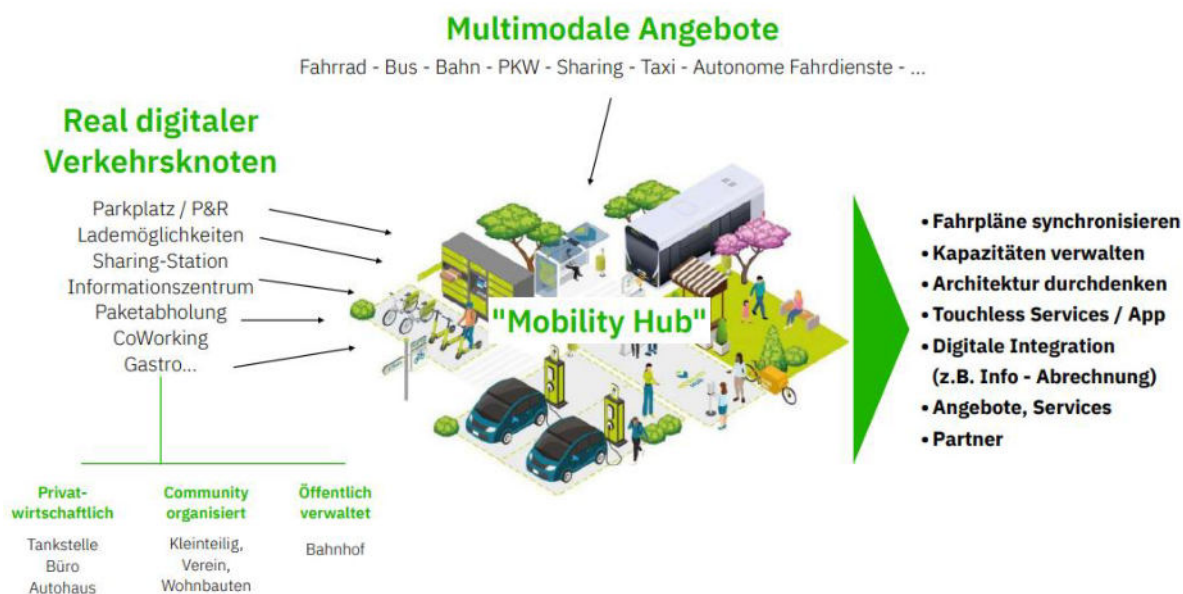 Multimodale Angebote
Fahrrad - Bus - Bahn - PKW - Sharing - Taxi - Autonome Fahrdienste - ...
Real digitaler
Verkehrsknoten
Parkplatz / P&R
Lademöglichkeiten
Sharing-Station
Informationszentrum
Paketabholung
CoWorking
Gastro...
"Mobility Hub"
• Fahrpläne synchronisieren
• Kapazitäten verwalten
• Architektur durchdenken
• Touchless Services / App
• Digitale Integration
(z.B. Info - Abrechnung)
• Angebote, Services
• Partner
Privat-
wirtschaftlich
Tankstelle
Büro
Autohaus
Community
organisiert
Kleinteilig,
Verein,
Wohnbauten
Öffentlich
verwaltet
Bahnhof